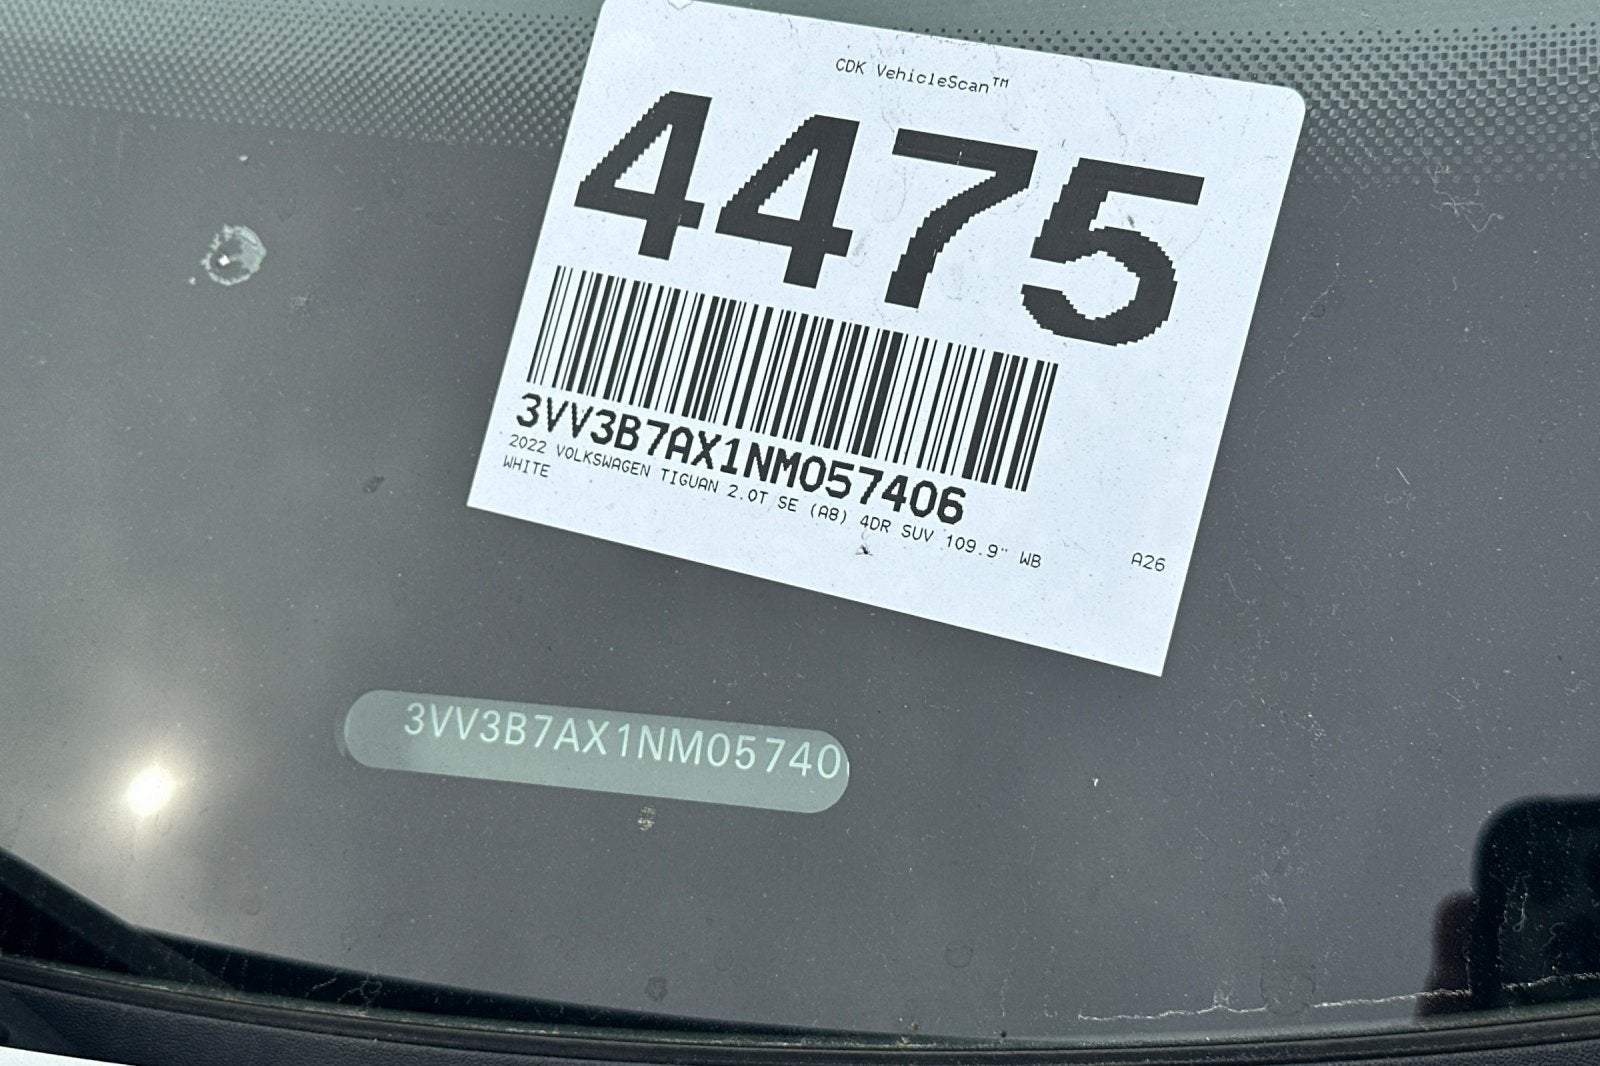 CDK VehicleScan™
4475
3VV3B7AX1NM057406
2022 VOLKSWAGEN TIGUAN 2.0T SE (A8) 4DR SUV 109.9" WB
WHITE
A26
3VV3B7AX1NM05740